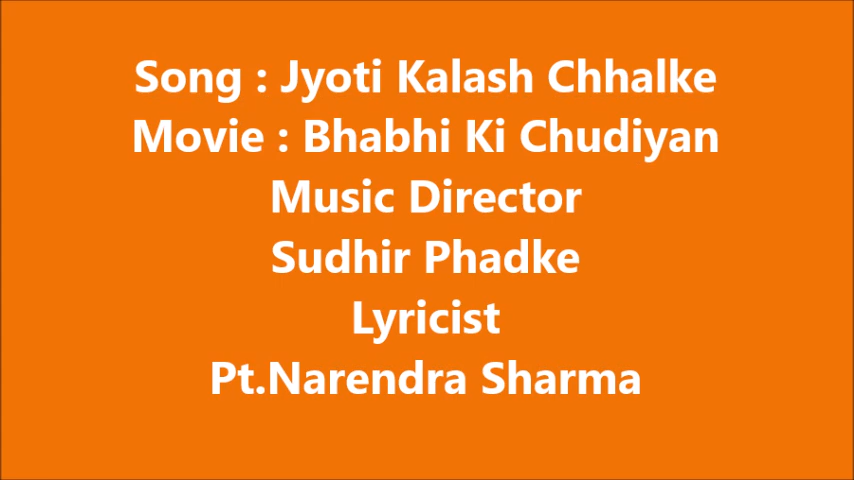 Song : Jyoti Kalash Chhalke
Movie : Bhabhi Ki Chudiyan
Music Director
Sudhir Phadke
Lyricist
Pt.Narendra Sharma